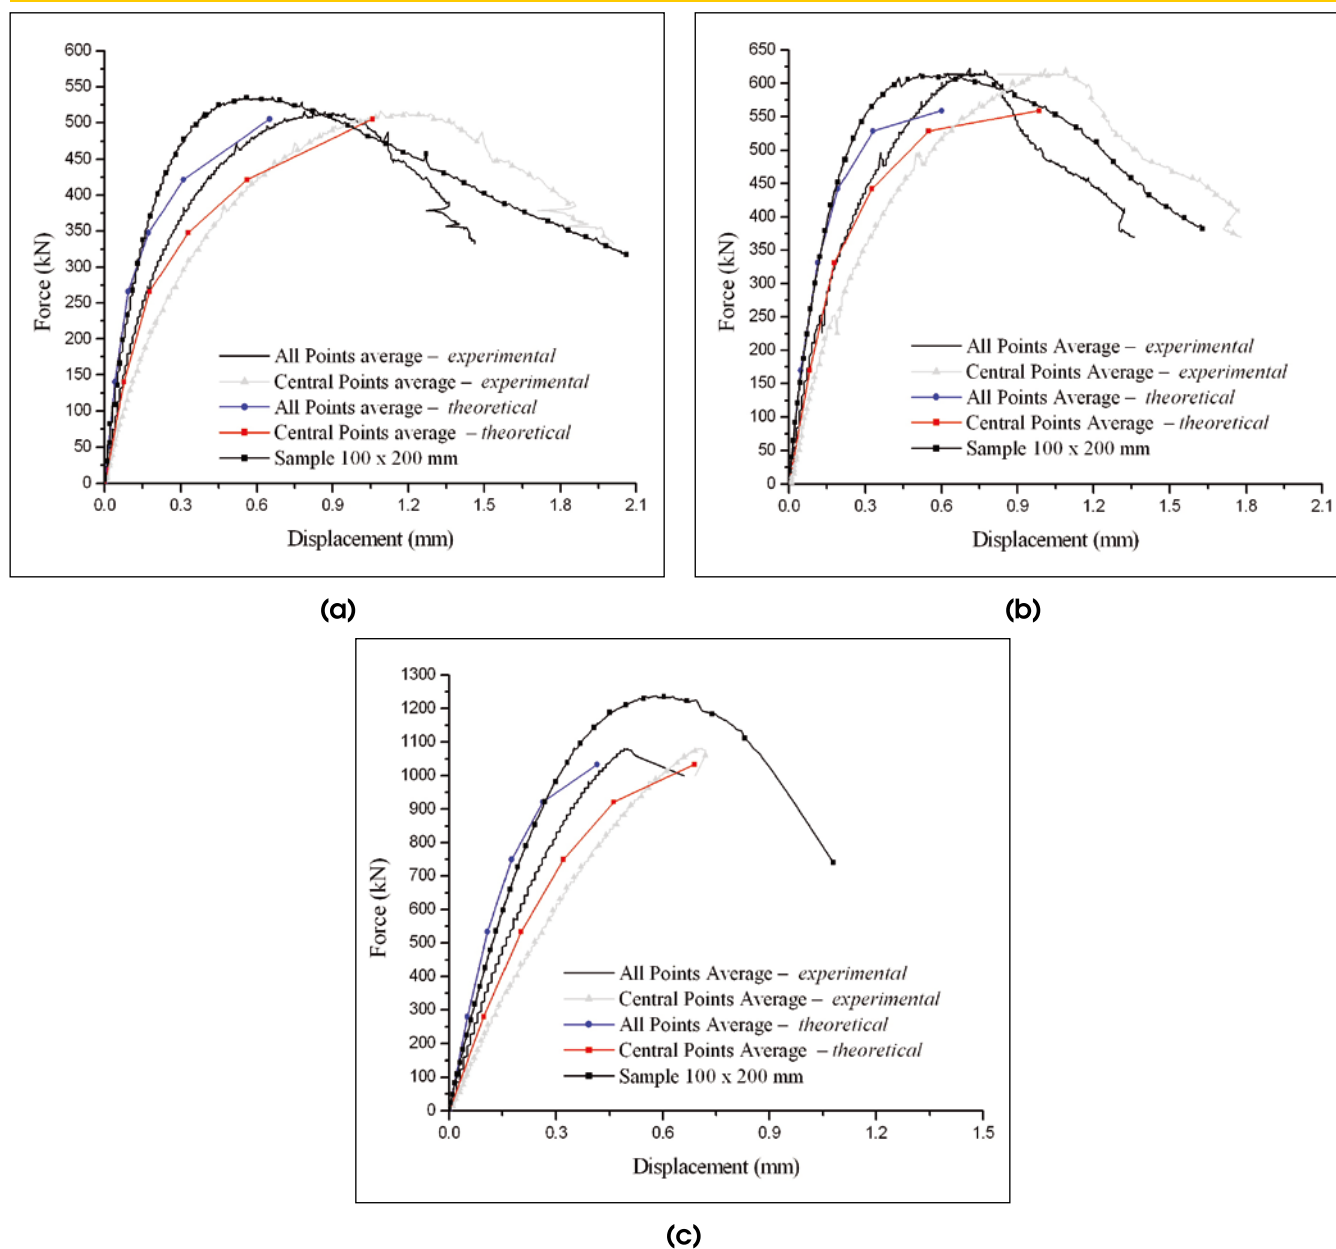 600
550
500
450
400
350
300
250
200
150
100
50
0
Force (kN)
0.0 0.3 0.6 0.9 1.2 1.5 1.8 2.1
Displacement (mm)
All Points average – experimental
Central Points average – experimental
All Points average – theoretical
Central Points average – theoretical
Sample 100 x 200 mm
(a)
650
600
550
500
450
400
350
300
250
200
150
100
50
0
Force (kN)
0.0 0.3 0.6 0.9 1.2 1.5 1.8 2.1
Displacement (mm)
All Points Average – experimental
Central Points Average – experimental
All Points Average – theoretical
Central Points Average – theoretical
Sample 100 x 200 mm
(b)
1300
1200
1100
1000
900
800
700
600
500
400
300
200
100
0
Force (kN)
0.0 0.3 0.6 0.9 1.2 1.5
Displacement (mm)
All Points Average – experimental
Central Points Average – experimental
All Points Average – theoretical
Central Points Average – theoretical
Sample 100 x 200 mm
(c)